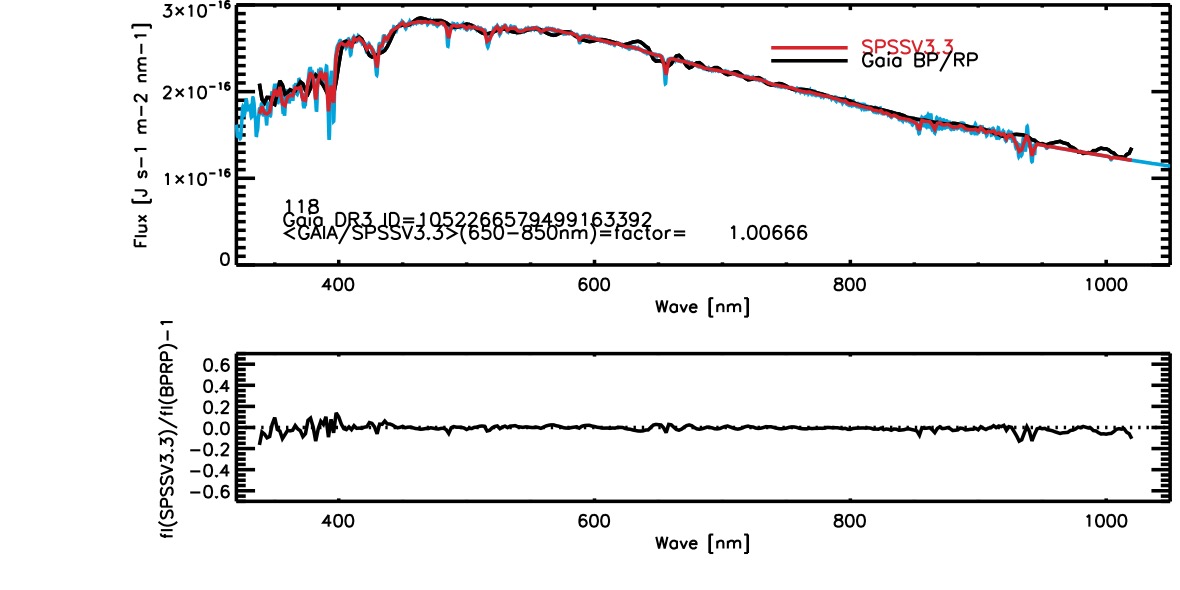 3×10−16
2×10−16
1×10−16
0
Flux [J s−1 m−2 nm−1]
SPSSV3.3
Gaia BP/RP
118
Gaia DR3 ID=1052266579499163392
<GAIA/SPSSV3.3>(650−850nm)=factor= 1.00666
400 600 800 1000
Wave [nm]
fl(SPSSV3.3)/fl(BPRP)−1
0.6
0.4
0.2
0.0
−0.2
−0.4
−0.6
400 600 800 1000
Wave [nm]